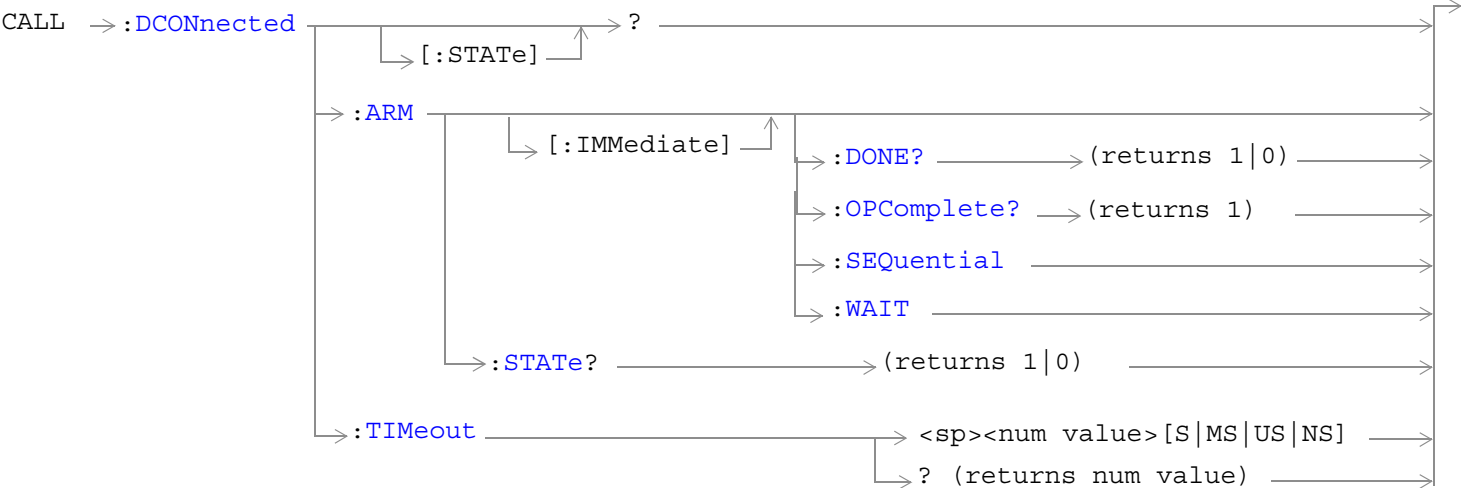 CALL :DCONnected ?
[:STATe]
:ARM
[:IMMediate]
:DONE? (returns 1|0)
:OPComplete? (returns 1)
:SEQuential
:WAIT
:STATe? (returns 1|0)
:TIMeout <sp><num value>[S|MS|US|NS]
? (returns num value)